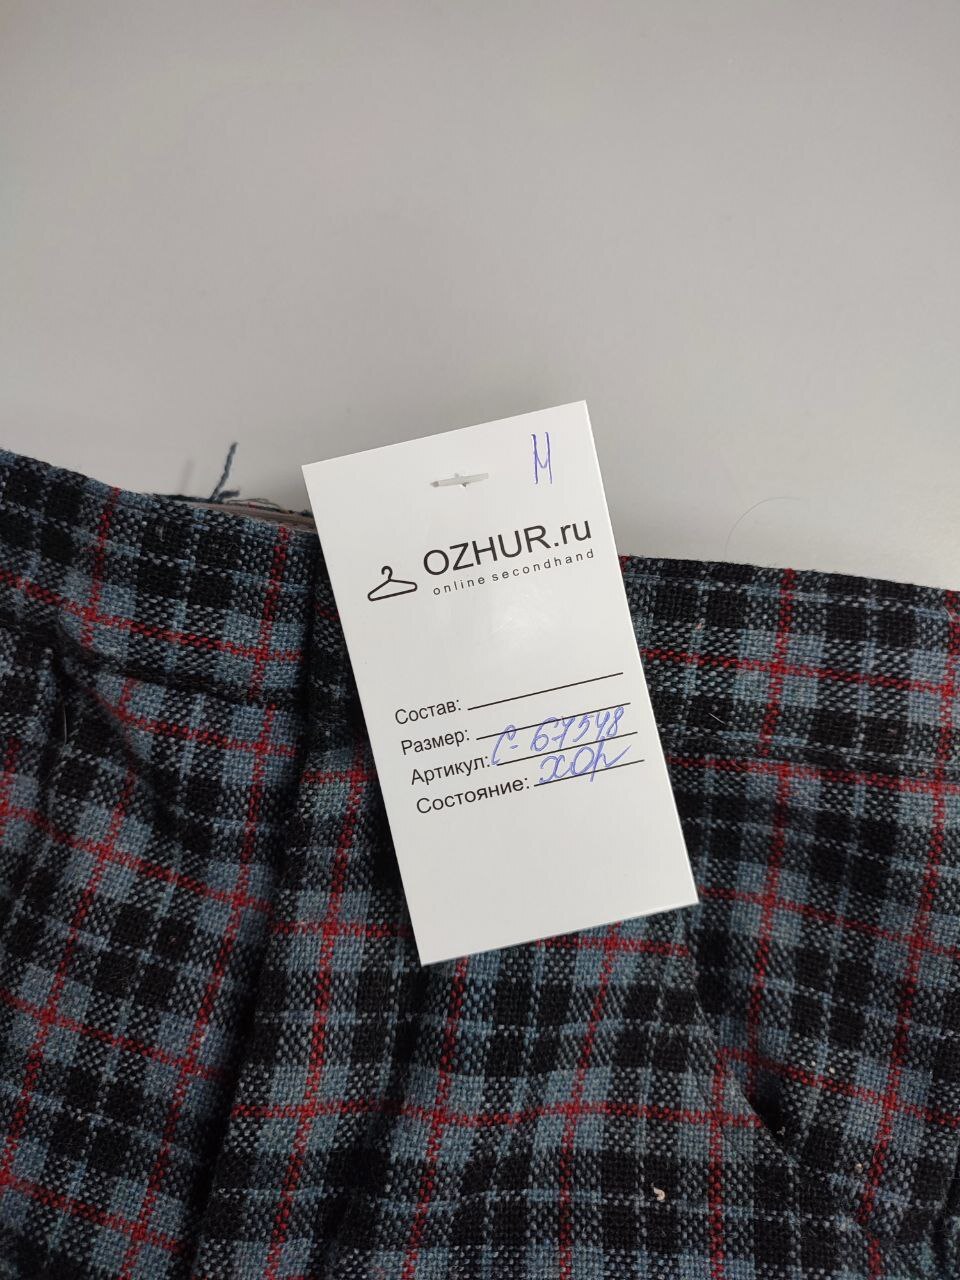 М
OZHUR.ru
online secondhand
Состав:
Размер:
Артикул: С-67548
Состояние: хор